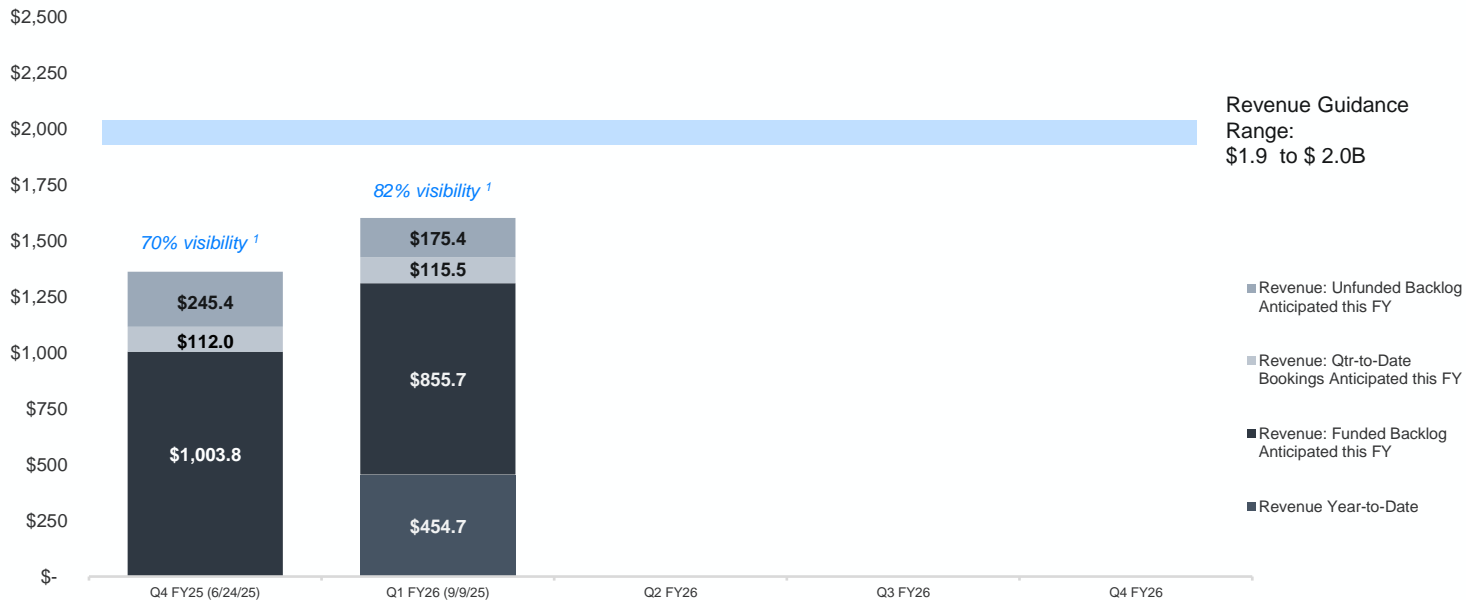 $2,500
$2,250
$2,000
$1,750
$1,500
$1,250
$1,000
$750
$500
$250
$-
Revenue Guidance
Range:
$1.9 to $ 2.0B
70% visibility 1
82% visibility 1
$245.4
$112.0
$1,003.8
$175.4
$115.5
$855.7
$454.7
Revenue: Unfunded Backlog
Anticipated this FY
Revenue: Qtr-to-Date
Bookings Anticipated this FY
Revenue: Funded Backlog
Anticipated this FY
Revenue Year-to-Date
Q4 FY25 (6/24/25)
Q1 FY26 (9/9/25)
Q2 FY26
Q3 FY26
Q4 FY26